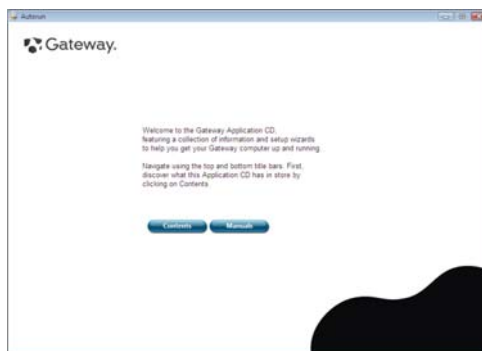 Autorun
Gateway.
Welcome to the Gateway Application CD,
featuring a collection of information and setup wizards
to help you get your Gateway computer up and running.
Navigate using the top and bottom title bars. First,
discover what this Application CD has in store by
clicking on Contents.
Contents
Manuals